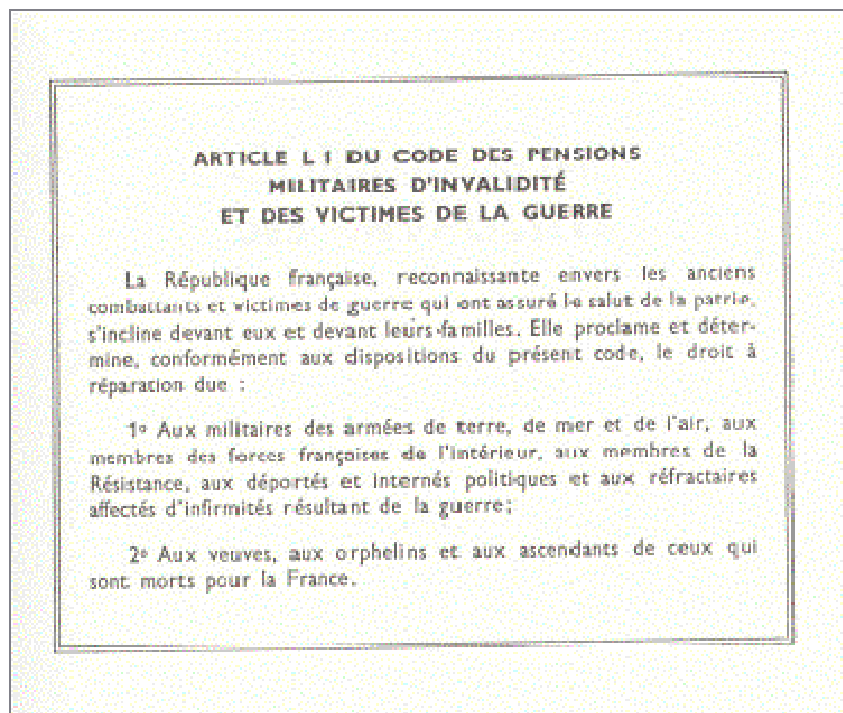 ARTICLE L 1 DU CODE DES PENSIONS
MILITAIRES D'INVALIDITÉ
ET DES VICTIMES DE LA GUERRE
La République française, reconnaissante envers les anciens
combattants et victimes de guerre qui ont assuré le salut de la patrie,
s'incline devant eux et devant leurs familles. Elle proclame et déter-
mine, conformément aux dispositions du présent code, le droit à
réparation due :
1° Aux militaires des armées de terre, de mer et de l'air, aux
membres des forces françaises de l'intérieur, aux membres de la
Résistance, aux déportés et internés politiques et aux réfractaires
affectés d'infirmités résultant de la guerre;
2° Aux veuves, aux orphelins et aux ascendants de ceux qui
sont morts pour la France.